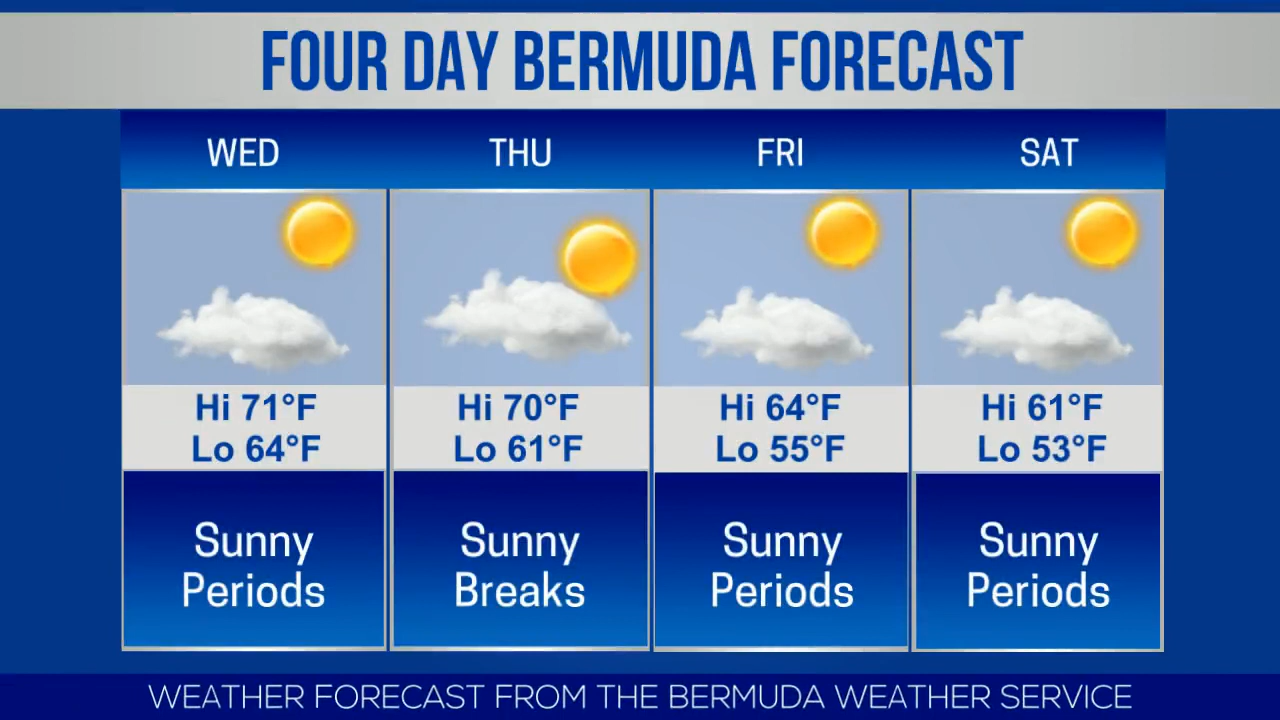 FOUR DAY BERMUDA FORECAST
WED
THU
FRI
SAT
Hi 71°F
Lo 64°F
Hi 70°F
Lo 61°F
Hi 64°F
Lo 55°F
Hi 61°F
Lo 53°F
Sunny
Periods
Sunny
Breaks
Sunny
Periods
Sunny
Periods
WEATHER FORECAST FROM THE BERMUDA WEATHER SERVICE